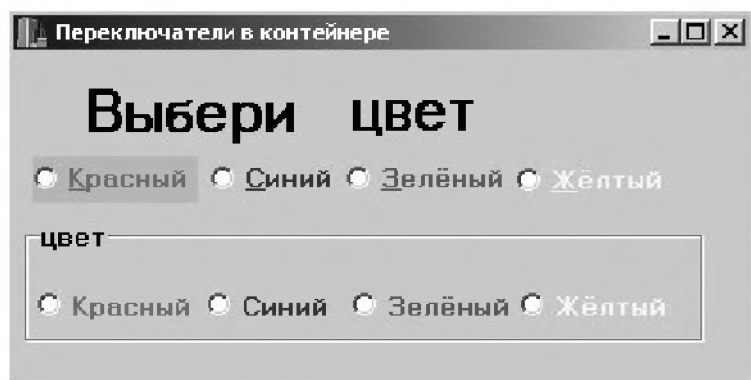 Переключатели в контейнере
Выбери цвет
Красный Синий Зелёный Жёлтый
цвет
Красный Синий Зелёный Жёлтый